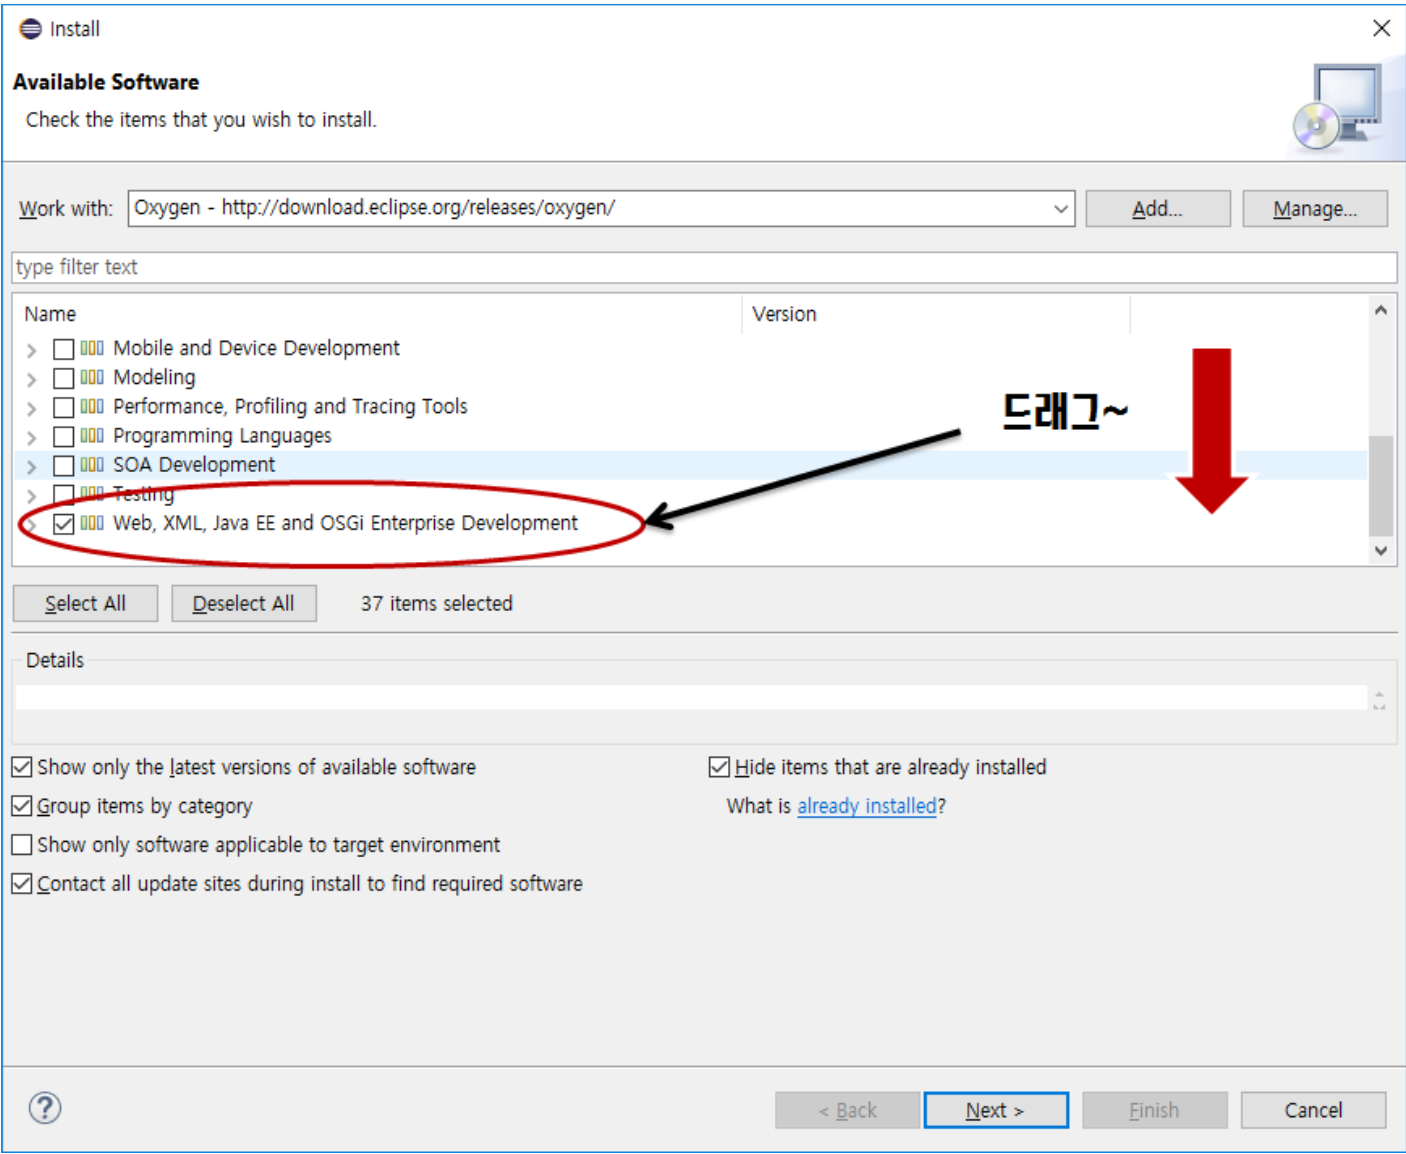 Install
Available Software
Check the items that you wish to install.
Work with: Oxygen - http://download.eclipse.org/releases/oxygen/ Add... Manage...
type filter text
Name Version
Mobile and Device Development
Modeling
Performance, Profiling and Tracing Tools
드래그~
Programming Languages
SOA Development
Testing
Web, XML, Java EE and OSGi Enterprise Development
Select All Deselect All 37 items selected
Details
Show only the latest versions of available software Hide items that are already installed
Group items by category What is already installed?
Show only software applicable to target environment
Contact all update sites during install to find required software
? < Back Next > Finish Cancel